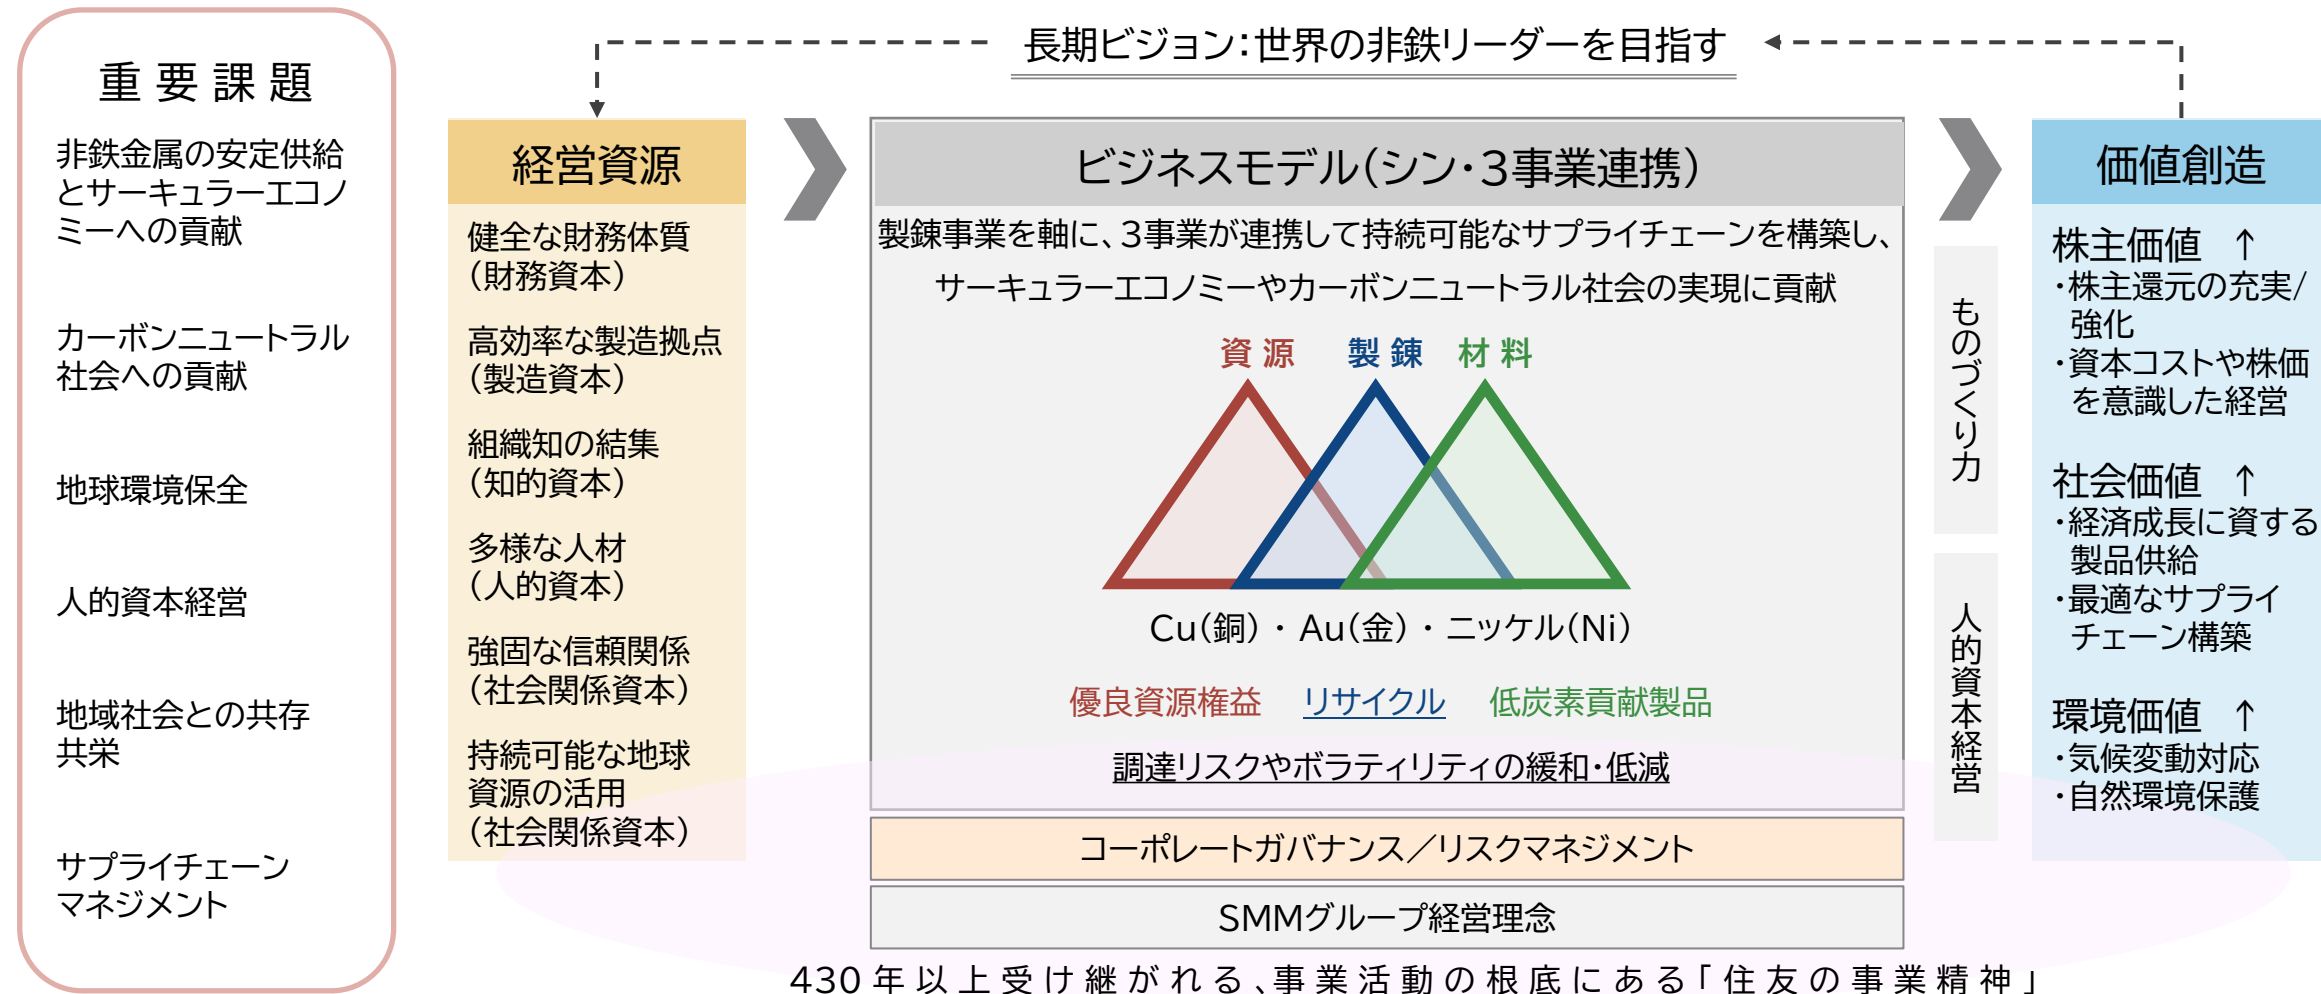 長期ビジョン：世界の非鉄リーダーを目指す
重要課題
非鉄金属の安定供給
とサーキュラーエコノ
ミーへの貢献
カーボンニュートラル
社会への貢献
地球環境保全
人的資本経営
地域社会との共存
共栄
サプライチェーン
マネジメント
経営資源
健全な財務体質
（財務資本）
高効率な製造拠点
（製造資本）
組織知の結集
（知的資本）
多様な人材
（人的資本）
強固な信頼関係
（社会関係資本）
持続可能な地球
資源の活用
（社会関係資本）
ビジネスモデル（シン・３事業連携）
製錬事業を軸に、３事業が連携して持続可能なサプライチェーンを構築し、
サーキュラーエコノミーやカーボンニュートラル社会の実現に貢献
資源 製錬 材料
Cu（銅）・Au（金）・ニッケル（Ni）
優良資源権益 リサイクル 低炭素貢献製品
調達リスクやボラティリティの緩和・低減
コーポレートガバナンス／リスクマネジメント
SMMグループ経営理念
430年以上受け継がれる、事業活動の根底にある「住友の事業精神」
ものづくり力
人的資本経営
価値創造
株主価値　↑
・株主還元の充実/
強化
・資本コストや株価
を意識した経営
社会価値　↑
・経済成長に資する
製品供給
・最適なサプライ
チェーン構築
環境価値　↑
・気候変動対応
・自然環境保護